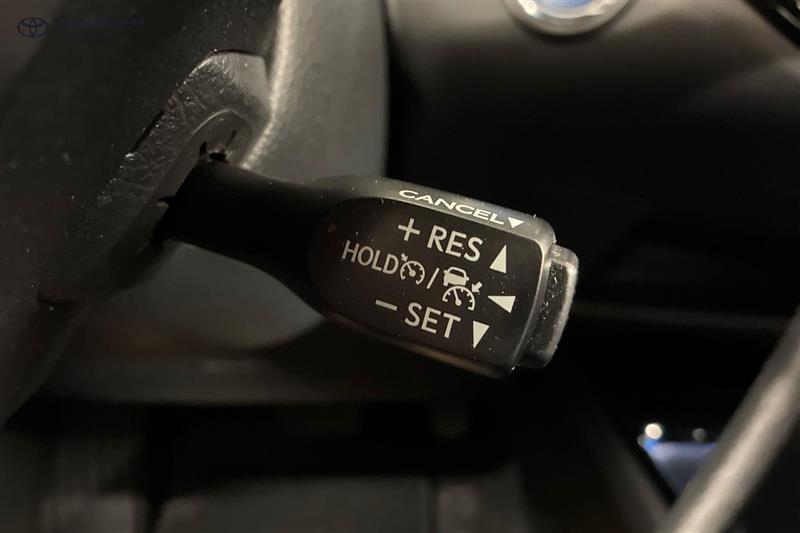 CANCEL▼
+ RES ▲
HOLD / ◀
− SET ▼